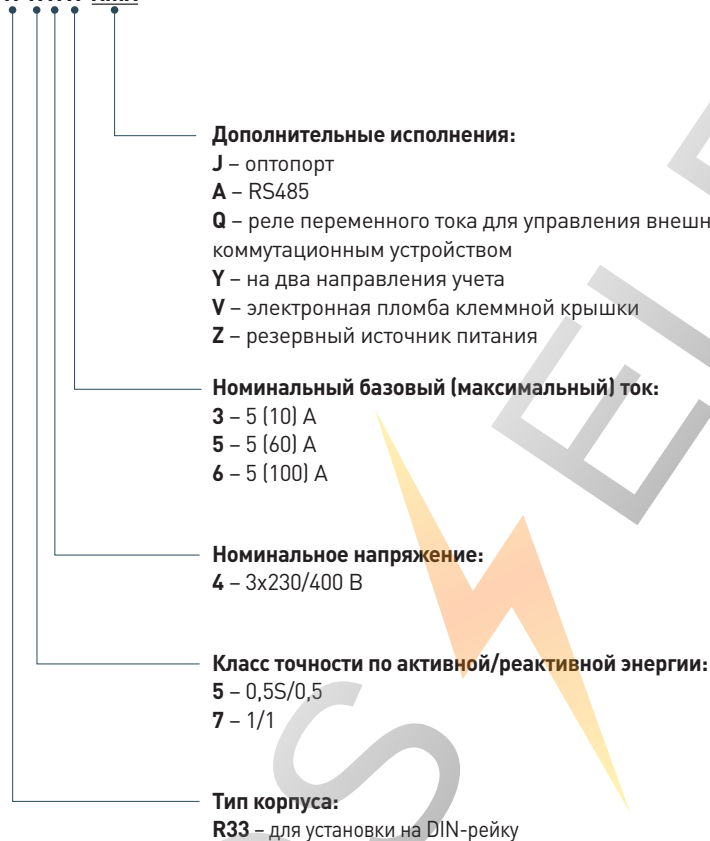 Дополнительные исполнения:
J – оптопорт
A – RS485
Q – реле переменного тока для управления внешн
коммутационным устройством
Y – на два направления учета
V – электронная пломба клеммной крышки
Z – резервный источник питания
Номинальный базовый (максимальный) ток:
3 – 5 (10) А
5 – 5 (60) А
6 – 5 (100) А
Номинальное напряжение:
4 – 3x230/400 В
Класс точности по активной/реактивной энергии:
5 – 0,5S/0,5
7 – 1/1
Тип корпуса:
R33 – для установки на DIN-рейку